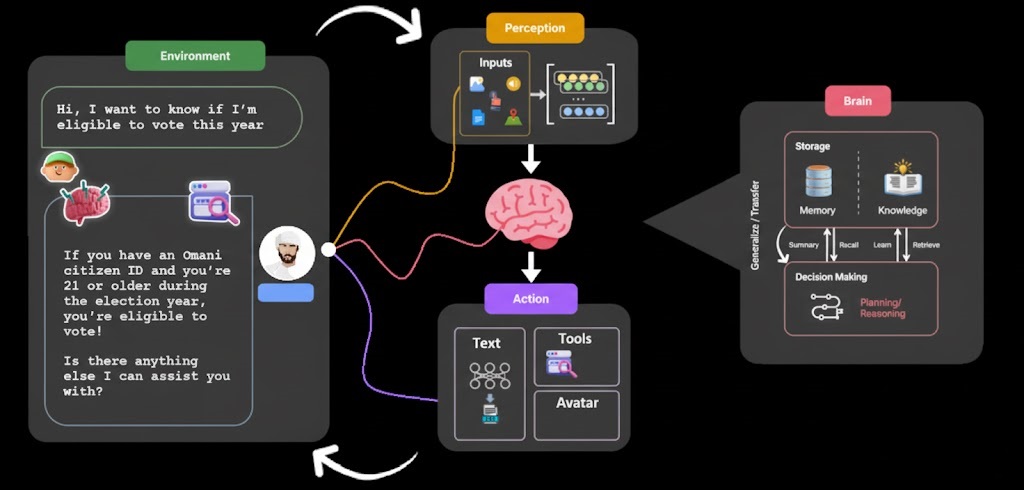 Environment
Hi, I want to know if I'm
eligible to vote this year
If you have an Omani
citizen ID and you're
21 or older during
the election year,
you're eligible to
vote!
Is there anything
else I can assist you
with?
Perception
Inputs
...
Action
Text
Tools
Avatar
Brain
Generalize / Transfer
Storage
Memory
Knowledge
Summary
Recall
Learn
Retrieve
Decision Making
Planning/
Reasoning